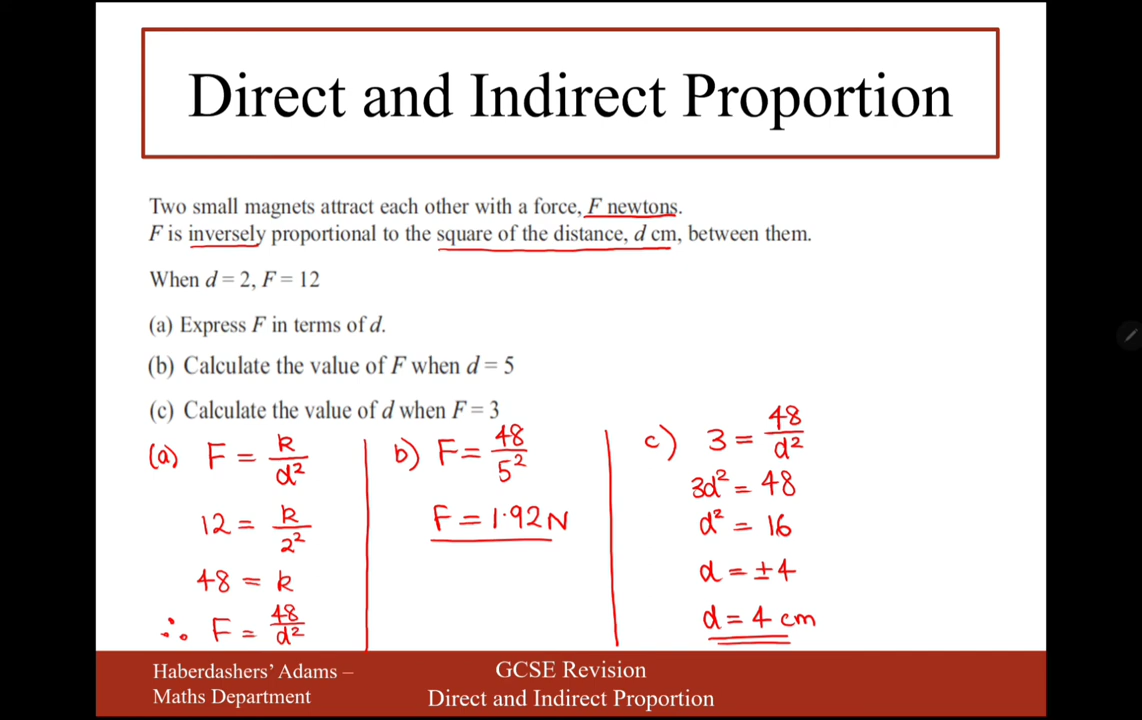 Direct and Indirect Proportion
Two small magnets attract each other with a force, F newtons.
F is inversely proportional to the square of the distance, d cm, between them.
When d = 2, F = 12
(a) Express F in terms of d.
(b) Calculate the value of F when d = 5
(c) Calculate the value of d when F = 3
(a) F = k/d²
12 = k/2²
48 = k
∴ F = 48/d²
b) F = 48/5²
F = 1·92 N
c) 3 = 48/d²
3d² = 48
d² = 16
d = ±4
d = 4 cm
Haberdashers’ Adams –
Maths Department
GCSE Revision
Direct and Indirect Proportion